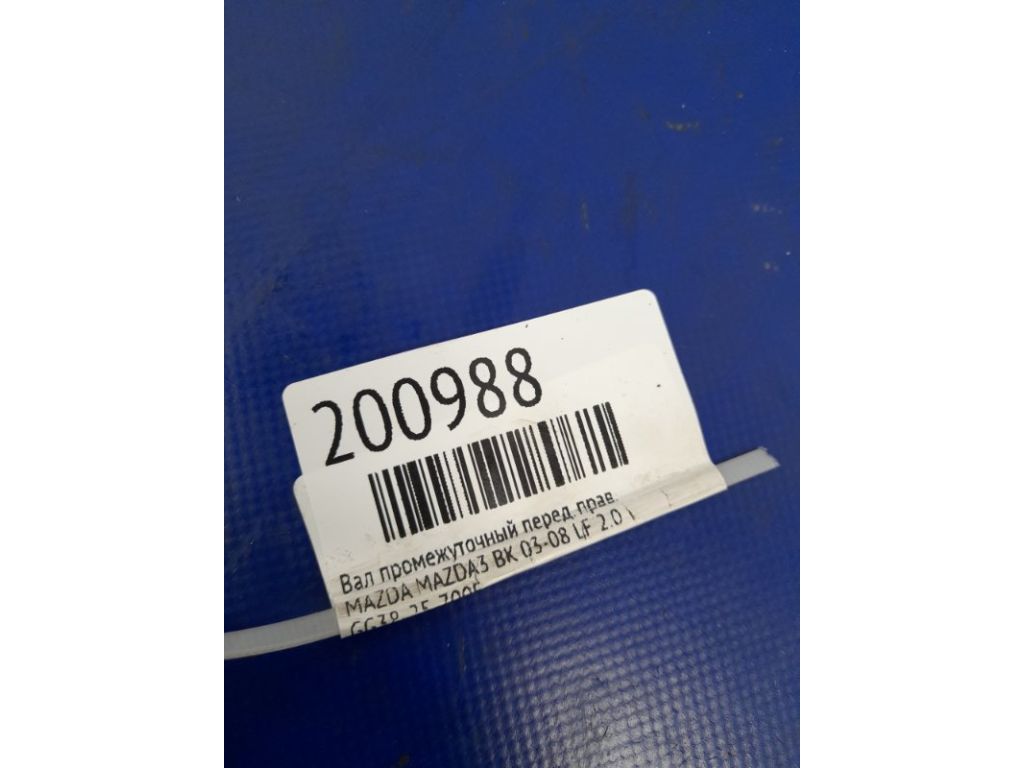 200988
Вал промежуточный перед. прав.
MAZDA MAZDA3 BK 03-08 LF 2.0